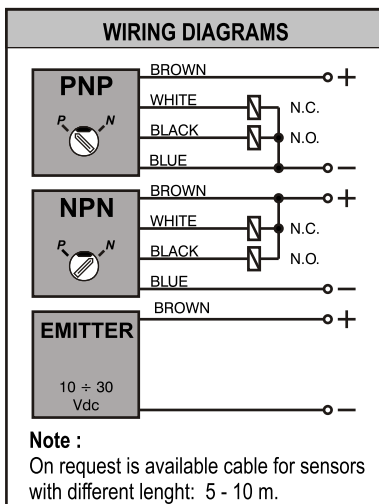 WIRING DIAGRAMS
BROWN
PNP
WHITE
N.C.
P N
BLACK
N.O.
BLUE
BROWN
NPN
WHITE
N.C.
P N
BLACK
N.O.
BLUE
BROWN
EMITTER
10 ÷ 30
Vdc
Note :
On request is available cable for sensors
with different lenght: 5 - 10 m.